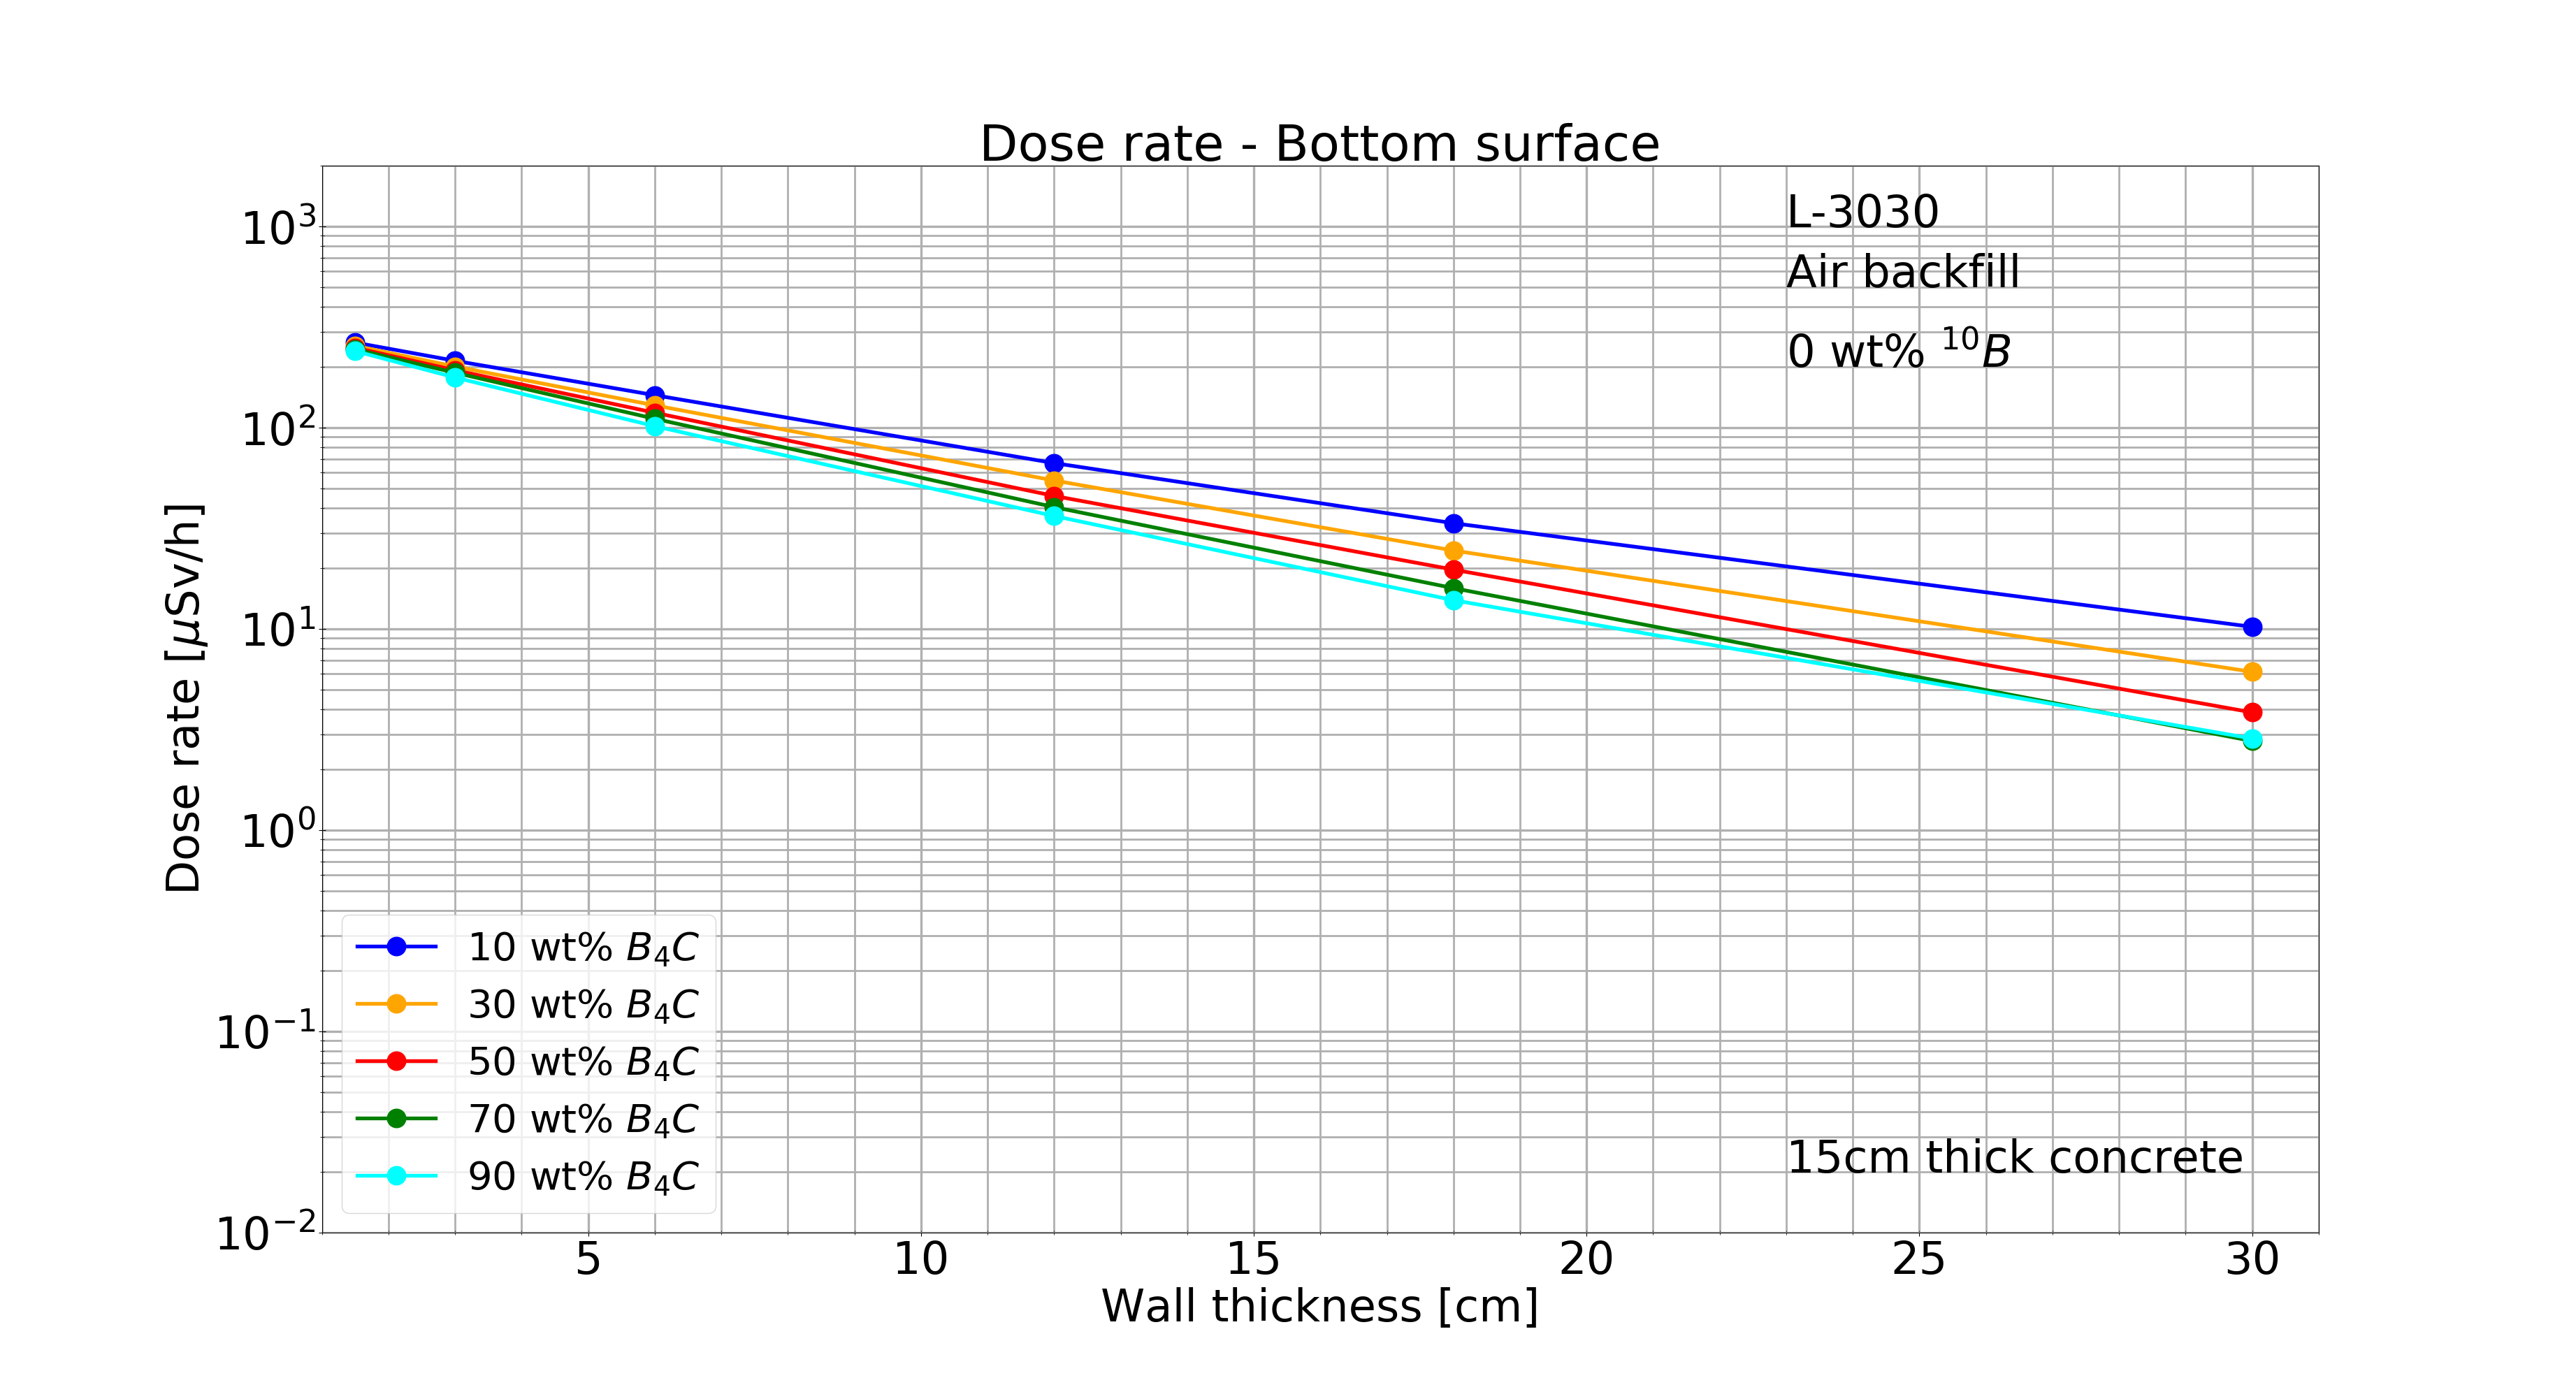 Dose rate - Bottom surface
L-3030
Air backfill
0 wt% ¹⁰B
10³
10²
10¹
10⁰
10⁻¹
10⁻²
Dose rate [μSv/h]
10 wt% B₄C
30 wt% B₄C
50 wt% B₄C
70 wt% B₄C
90 wt% B₄C
15cm thick concrete
5 10 15 20 25 30
Wall thickness [cm]